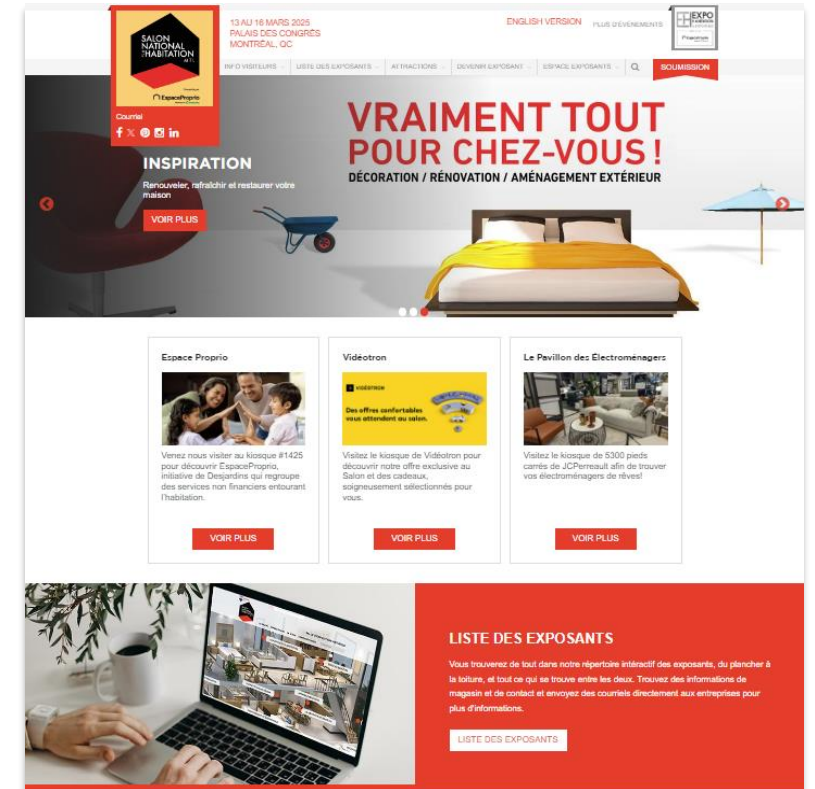 SALON
NATIONAL
DE L'HABITATION
MTL
EspaceProprio
Courriel
13 AU 16 MARS 2025
PALAIS DES CONGRÈS
MONTRÉAL, QC
ENGLISH VERSION
PLUS D'ÉVÉNEMENTS
EXPO
INFO VISITEURS
LISTE DES EXPOSANTS
ATTRACTIONS
DEVENIR EXPOSANT
ESPACE EXPOSANTS
SOUMISSION
INSPIRATION
Renouveler, rafraîchir et restaurer votre
maison
VOIR PLUS
VRAIMENT TOUT
POUR CHEZ-VOUS !
DÉCORATION / RÉNOVATION / AMÉNAGEMENT EXTÉRIEUR
Espace Proprio
Venez nous visiter au kiosque #1425
pour découvrir EspaceProprio,
initiative de Desjardins qui regroupe
des services non financiers entourant
l'habitation.
VOIR PLUS
Vidéotron
VIDÉOTRON
Des offres confortables
vous attendent au salon.
Visitez le kiosque de Vidéotron pour
découvrir notre offre exclusive au
Salon et des cadeaux,
soigneusement sélectionnés pour
vous.
VOIR PLUS
Le Pavillon des Électroménagers
Visitez le kiosque de 5300 pieds
carrés de JCPerreault afin de trouver
vos électroménagers de rêves!
VOIR PLUS
LISTE DES EXPOSANTS
Vous trouverez de tout dans notre répertoire intéractif des exposants, du plancher à
la toiture, et tout ce qui se trouve entre les deux. Trouvez des informations de
magasin et de contact et envoyez des courriels directement aux entreprises pour
plus d'informations.
LISTE DES EXPOSANTS